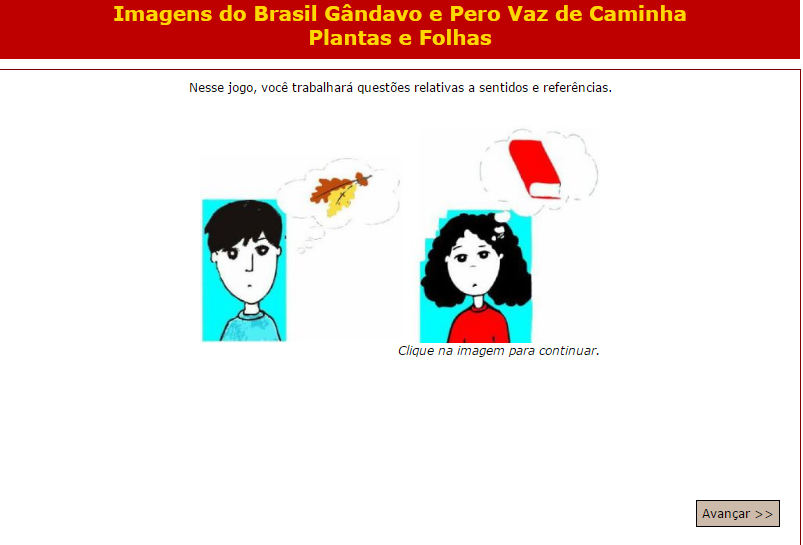 Imagens do Brasil Gândavo e Pero Vaz de Caminha
Plantas e Folhas
Nesse jogo, você trabalhará questões relativas a sentidos e referências.
Clique na imagem para continuar.
Avançar >>